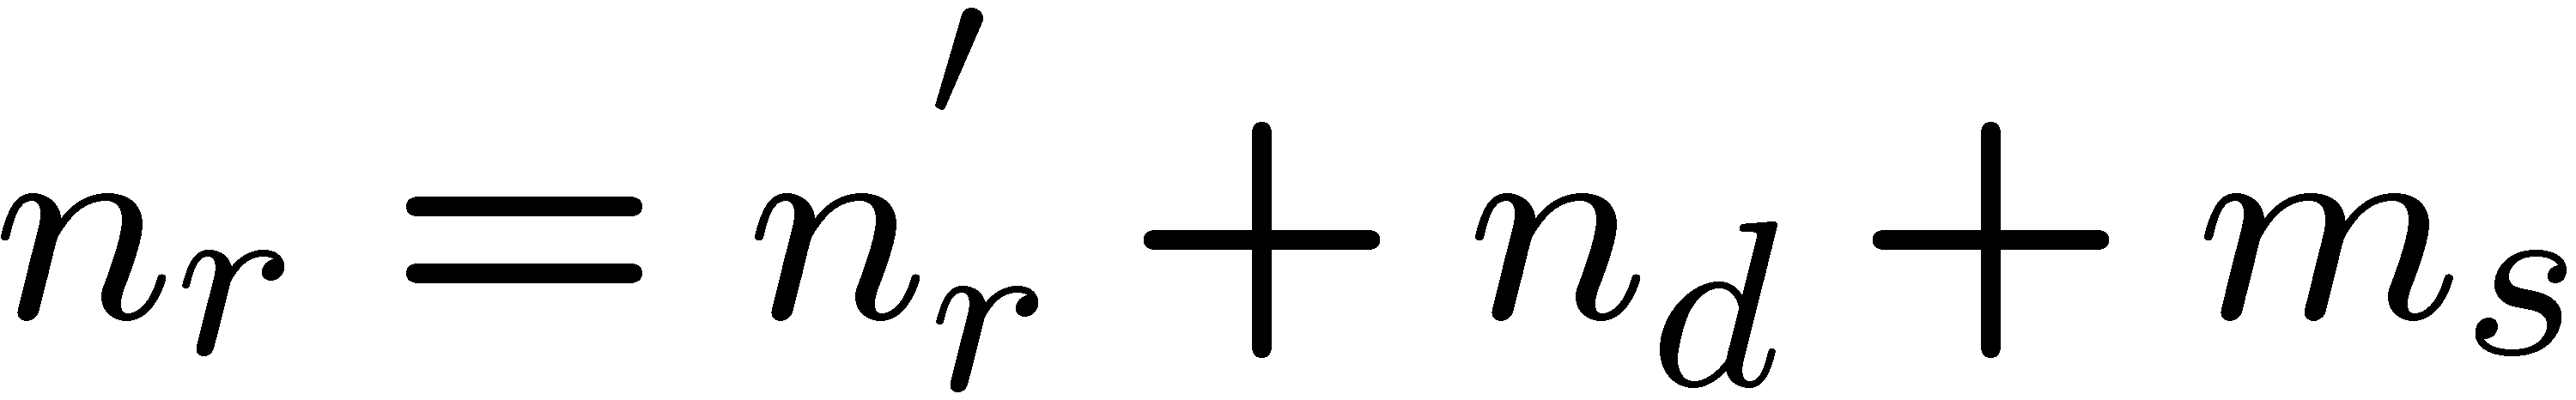 n_r = n_r^{'} + n_d + m_s